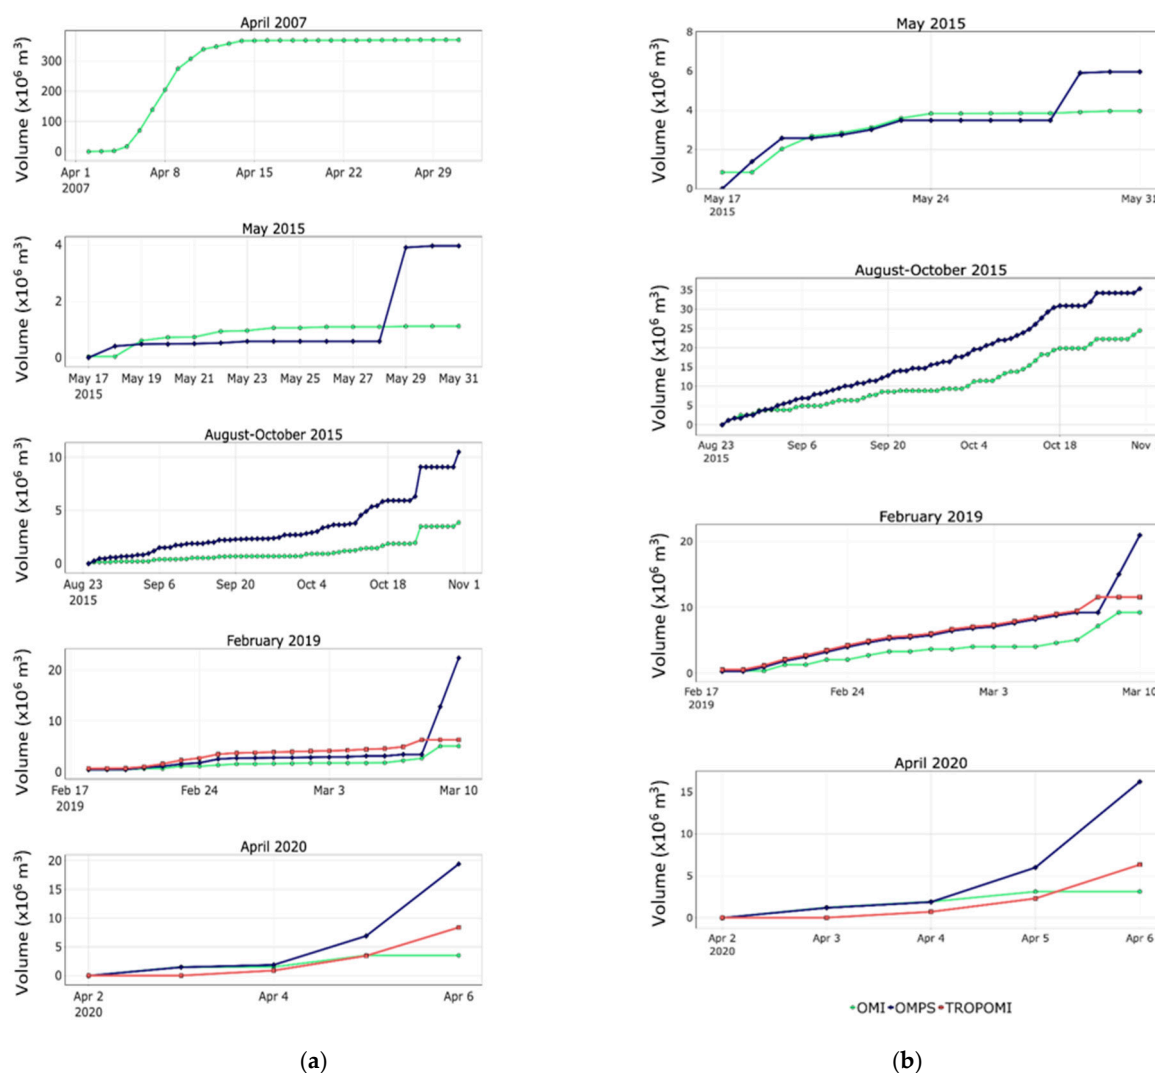 April 2007
Volume (x10⁶ m³)
300
200
100
0
Apr 1
2007
Apr 8
Apr 15
Apr 22
Apr 29
May 2015
Volume (x10⁶ m³)
4
2
0
May 17
2015
May 19
May 21
May 23
May 25
May 27
May 29
May 31
August-October 2015
Volume (x10⁶ m³)
10
5
0
Aug 23
2015
Sep 6
Sep 20
Oct 4
Oct 18
Nov 1
February 2019
Volume (x10⁶ m³)
20
10
0
Feb 17
2019
Feb 24
Mar 3
Mar 10
April 2020
Volume (x10⁶ m³)
20
15
10
5
0
Apr 2
2020
Apr 4
Apr 6
(a)
May 2015
Volume (x10⁶ m³)
8
6
4
2
0
May 17
2015
May 24
May 31
August-October 2015
Volume (x10⁶ m³)
35
30
25
20
15
10
5
0
Aug 23
2015
Sep 6
Sep 20
Oct 4
Oct 18
Nov
February 2019
Volume (x10⁶ m³)
20
10
0
Feb 17
2019
Feb 24
Mar 3
Mar 10
April 2020
Volume (x10⁶ m³)
15
10
5
0
Apr 2
2020
Apr 3
Apr 4
Apr 5
Apr 6
OMI OMPS TROPOMI
(b)